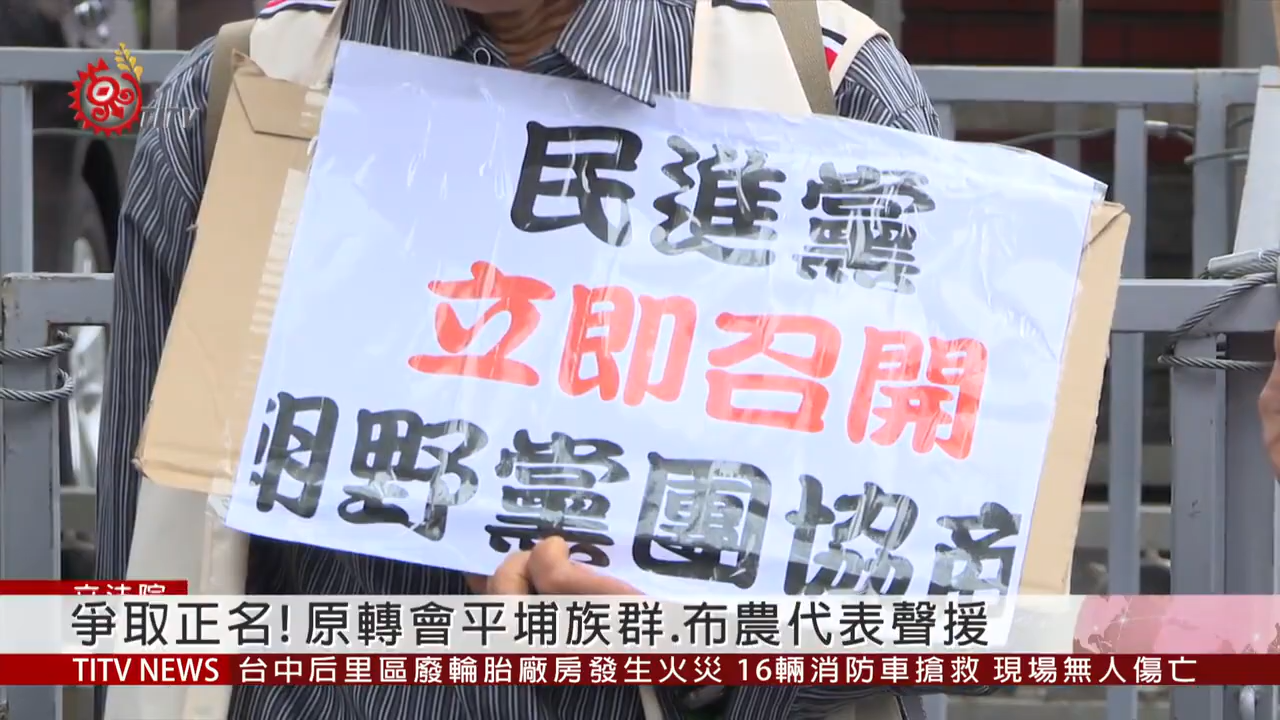 TITV
民進黨
立即召開
朝野黨團協商
立法院
爭取正名!原轉會平埔族群.布農代表聲援
TITV NEWS 台中后里區廢輪胎廠房發生火災 16輛消防車搶救 現場無人傷亡